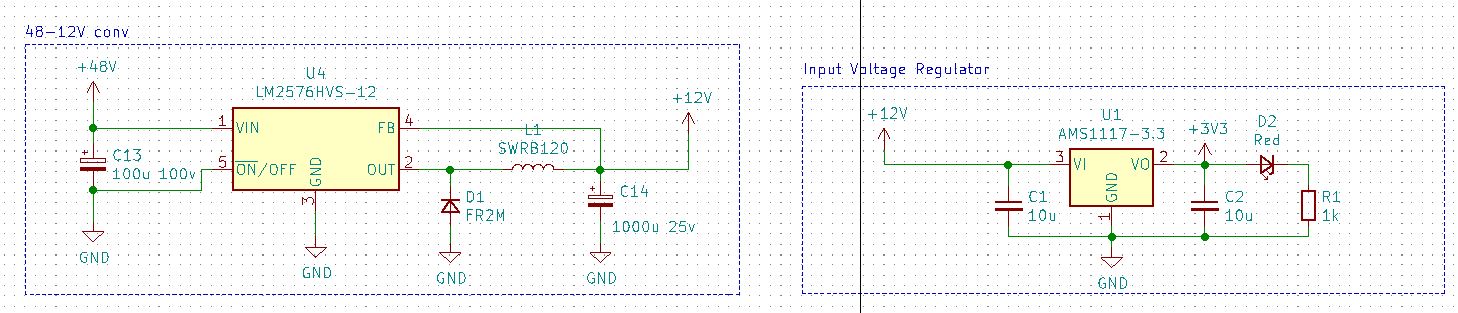 48-12V conv
+48V
U4
LM2576HVS-12
1
VIN
FB
4
5
ON/OFF
GND
OUT
2
3
C13
100u 100v
GND
GND
D1
FR2M
GND
L1
SWRB120
+12V
C14
1000u 25v
GND
Input Voltage Regulator
+12V
U1
AMS1117-3.3
3
VI
VO
2
GND
1
+3V3
D2
Red
C1
10u
C2
10u
R1
1k
GND